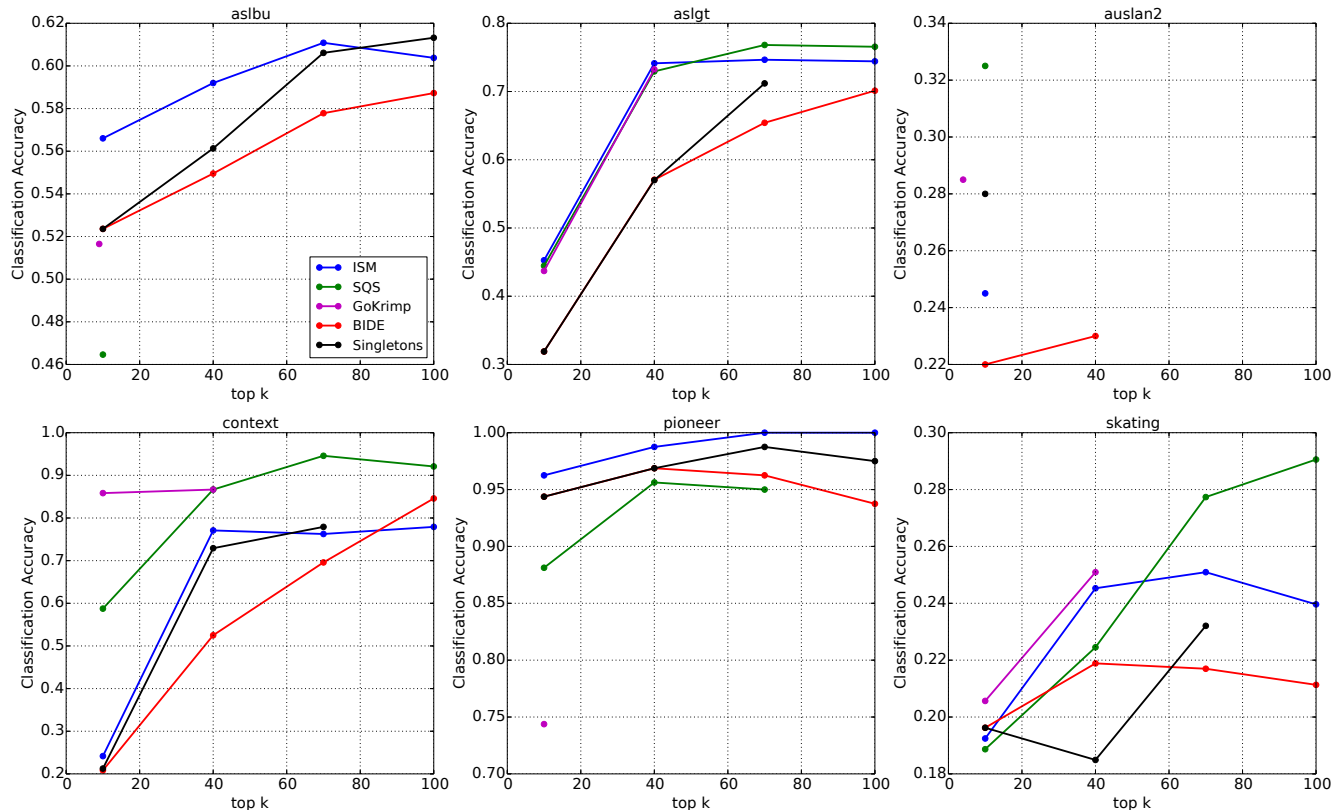 aslbu
0.62
0.60
0.58
0.56
0.54
0.52
0.50
0.48
0.46
Classification Accuracy
ISM
SQS
GoKrimp
BIDE
Singletons
0 20 40 60 80 100
top k
aslgt
0.8
0.7
0.6
0.5
0.4
0.3
Classification Accuracy
0 20 40 60 80 100
top k
auslan2
0.34
0.32
0.30
0.28
0.26
0.24
0.22
Classification Accuracy
0 20 40 60 80 100
top k
context
1.0
0.9
0.8
0.7
0.6
0.5
0.4
0.3
0.2
Classification Accuracy
0 20 40 60 80 100
top k
pioneer
1.00
0.95
0.90
0.85
0.80
0.75
0.70
Classification Accuracy
0 20 40 60 80 100
top k
skating
0.30
0.28
0.26
0.24
0.22
0.20
0.18
Classification Accuracy
0 20 40 60 80 100
top k